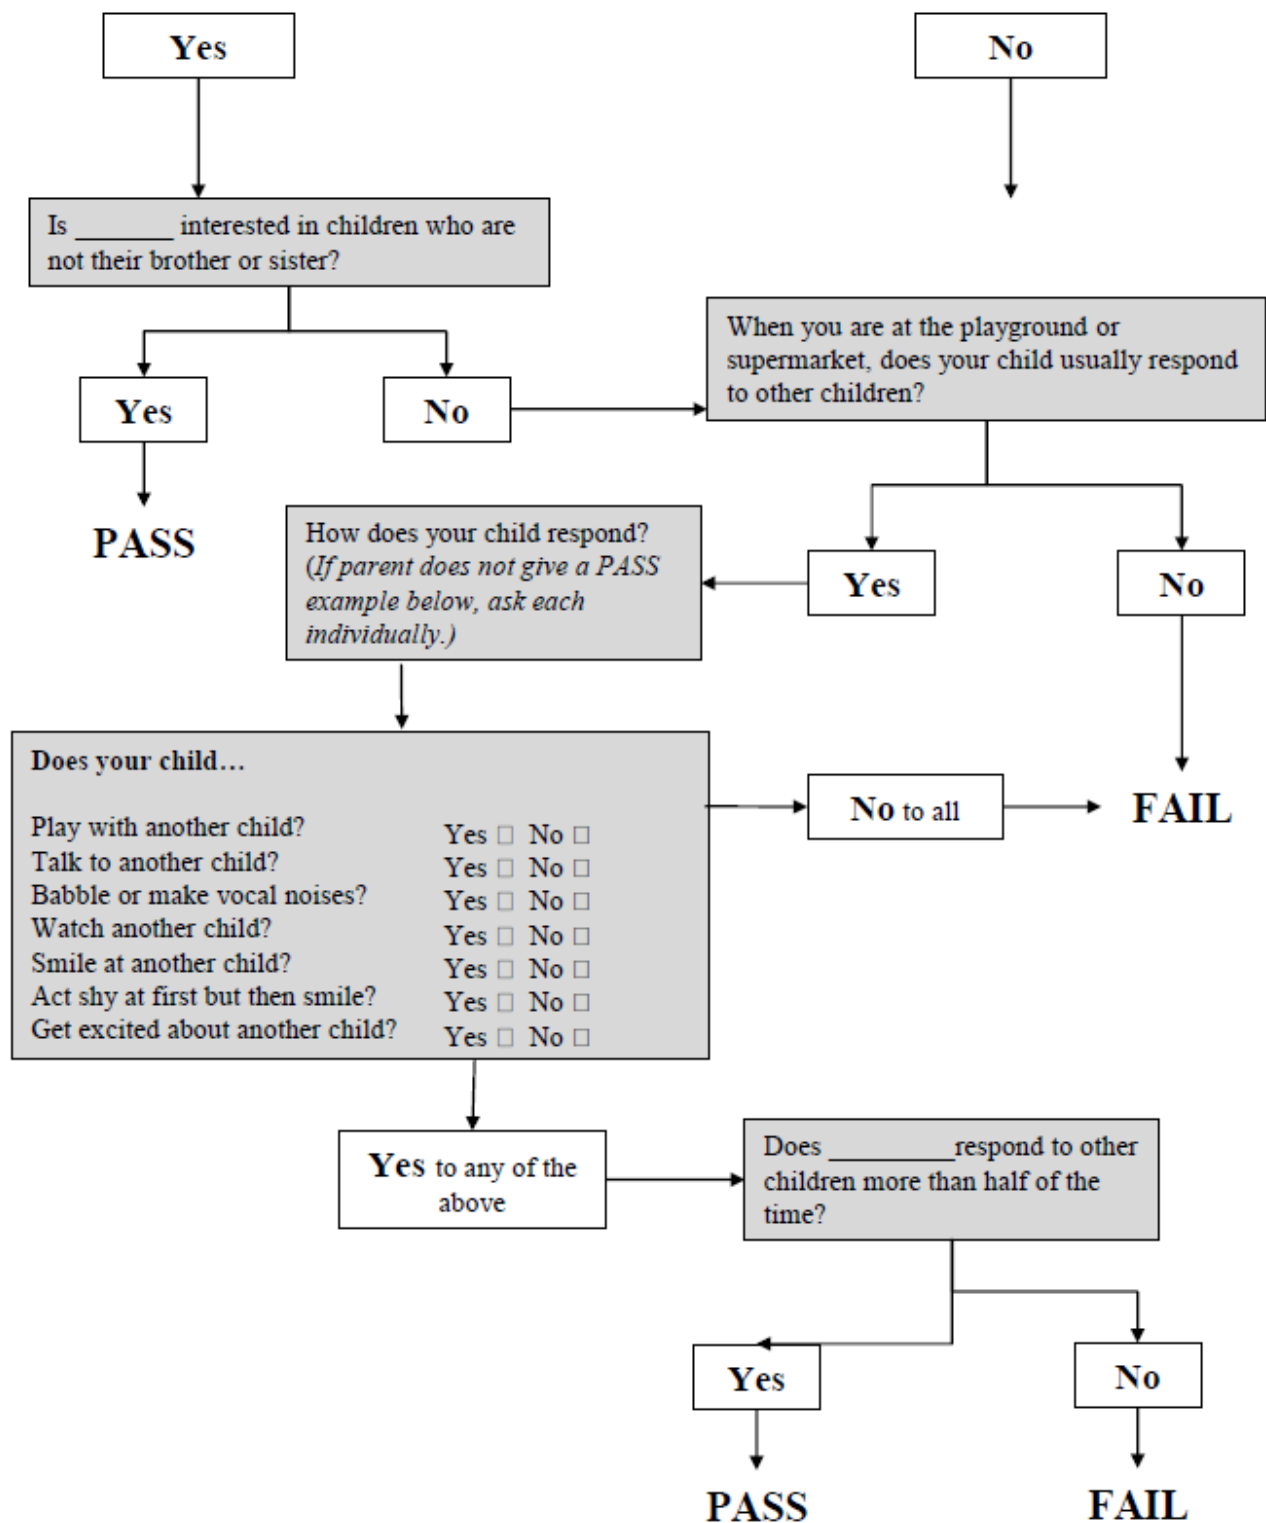 Yes
No
Is _______ interested in children who are
not their brother or sister?
When you are at the playground or
supermarket, does your child usually respond
to other children?
Yes
No
PASS
How does your child respond?
(If parent does not give a PASS
example below, ask each
individually.)
Yes
No
Does your child…
Play with another child? Yes □ No □
Talk to another child? Yes □ No □
Babble or make vocal noises? Yes □ No □
Watch another child? Yes □ No □
Smile at another child? Yes □ No □
Act shy at first but then smile? Yes □ No □
Get excited about another child? Yes □ No □
No to all
FAIL
Yes to any of the
above
Does _________respond to other
children more than half of the
time?
Yes
No
PASS
FAIL